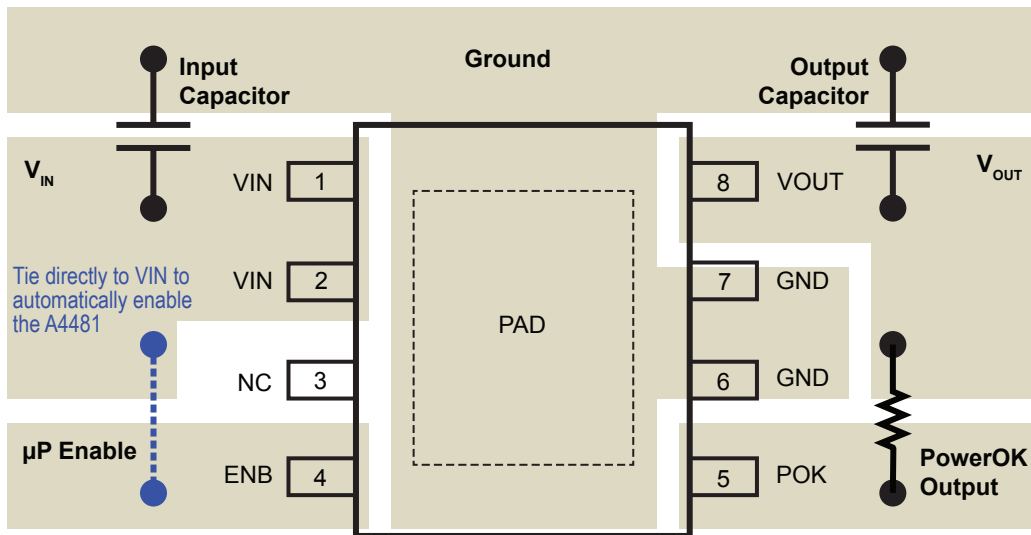 Ground
Input
Capacitor
Output
Capacitor
VIN
VOUT
VIN
1
8
VOUT
Tie directly to VIN to
automatically enable
the A4481
VIN
2
7
GND
PAD
NC
3
6
GND
µP Enable
ENB
4
5
POK
PowerOK
Output